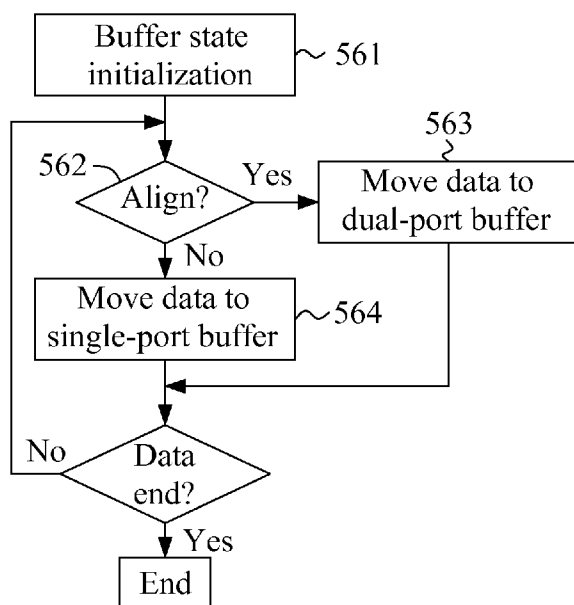 Buffer state
initialization
561
562
Align?
Yes
563
Move data to
dual-port buffer
No
Move data to
single-port buffer
564
No
Data
end?
Yes
End